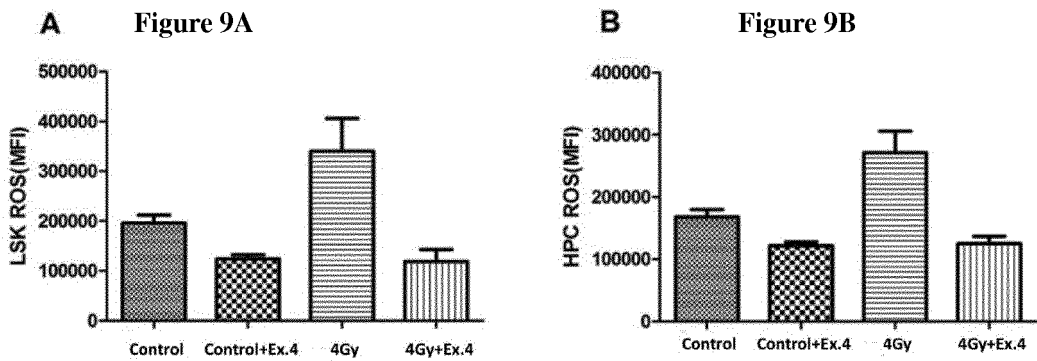 A Figure 9A
500000
400000
300000
200000
100000
0
LSK ROS(MFI)
Control Control+Ex.4 4Gy 4Gy+Ex.4
B Figure 9B
400000
300000
200000
100000
0
HPC ROS(MFI)
Control Control+Ex.4 4Gy 4Gy+Ex.4